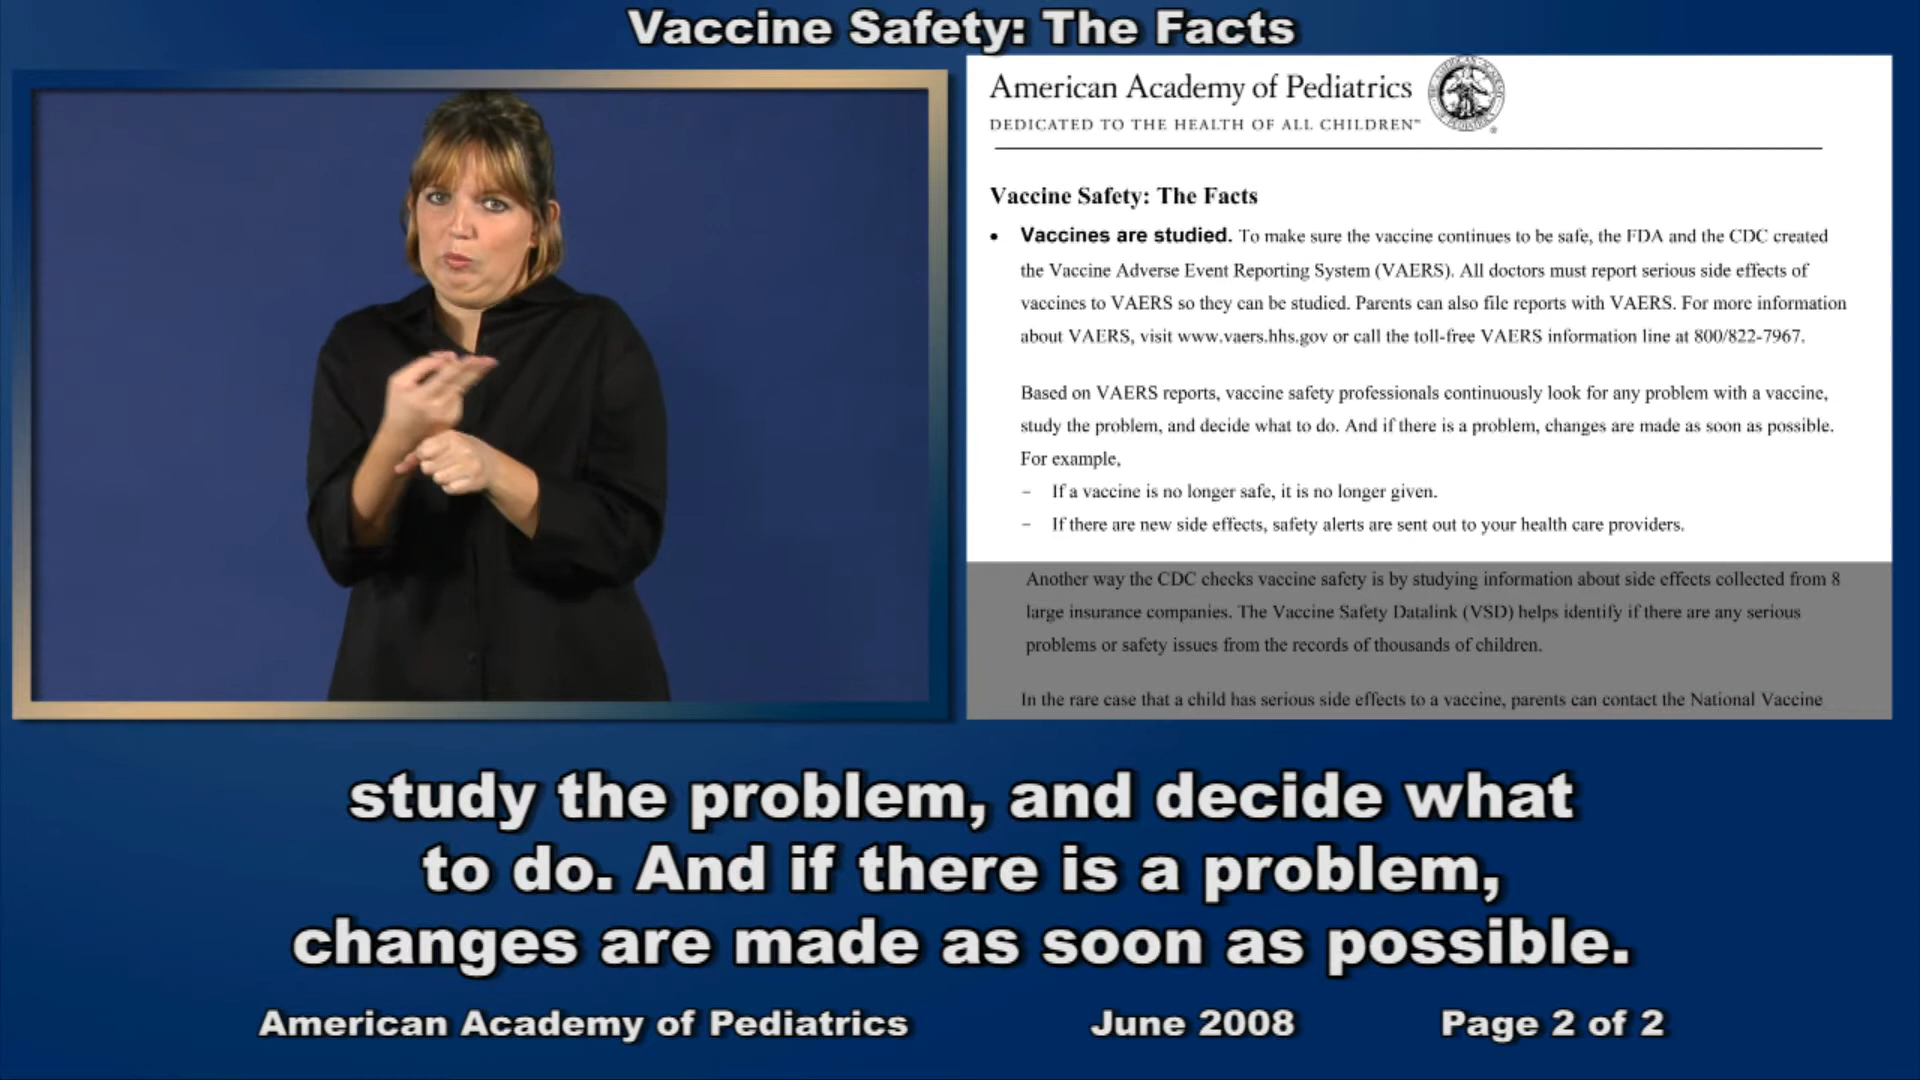 Vaccine Safety: The Facts
American Academy of Pediatrics
DEDICATED TO THE HEALTH OF ALL CHILDREN™
Vaccine Safety: The Facts
• Vaccines are studied. To make sure the vaccine continues to be safe, the FDA and the CDC created
the Vaccine Adverse Event Reporting System (VAERS). All doctors must report serious side effects of
vaccines to VAERS so they can be studied. Parents can also file reports with VAERS. For more information
about VAERS, visit www.vaers.hhs.gov or call the toll-free VAERS information line at 800/822-7967.
Based on VAERS reports, vaccine safety professionals continuously look for any problem with a vaccine,
study the problem, and decide what to do. And if there is a problem, changes are made as soon as possible.
For example,
– If a vaccine is no longer safe, it is no longer given.
– If there are new side effects, safety alerts are sent out to your health care providers.
Another way the CDC checks vaccine safety is by studying information about side effects collected from 8
large insurance companies. The Vaccine Safety Datalink (VSD) helps identify if there are any serious
problems or safety issues from the records of thousands of children.
In the rare case that a child has serious side effects to a vaccine, parents can contact the National Vaccine
study the problem, and decide what
to do. And if there is a problem,
changes are made as soon as possible.
American Academy of Pediatrics June 2008 Page 2 of 2